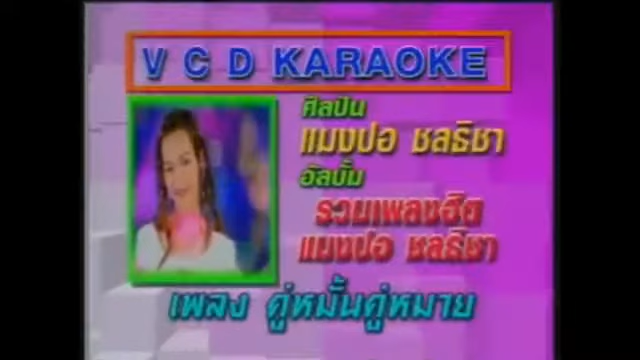 V C D KARAOKE
ศิลปิน
แมงปอ ชลธิชา
อัลบั้ม
รวมเพลงฮิต
แมงปอ ชลธิชา
เพลง คู่หมั้นคู่หมาย